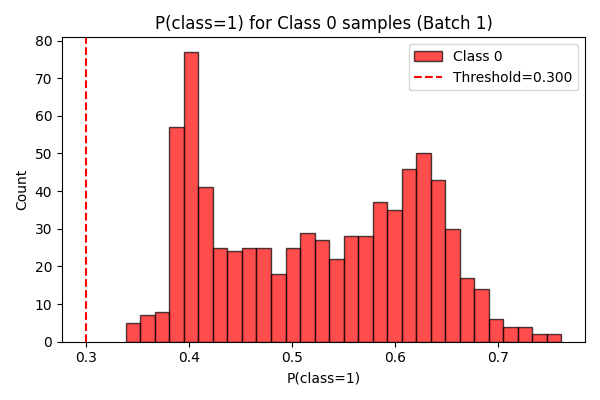 P(class=1) for Class 0 samples (Batch 1)
Class 0
Threshold=0.300
80
70
60
50
40
30
20
10
0
Count
0.3 0.4 0.5 0.6 0.7
P(class=1)